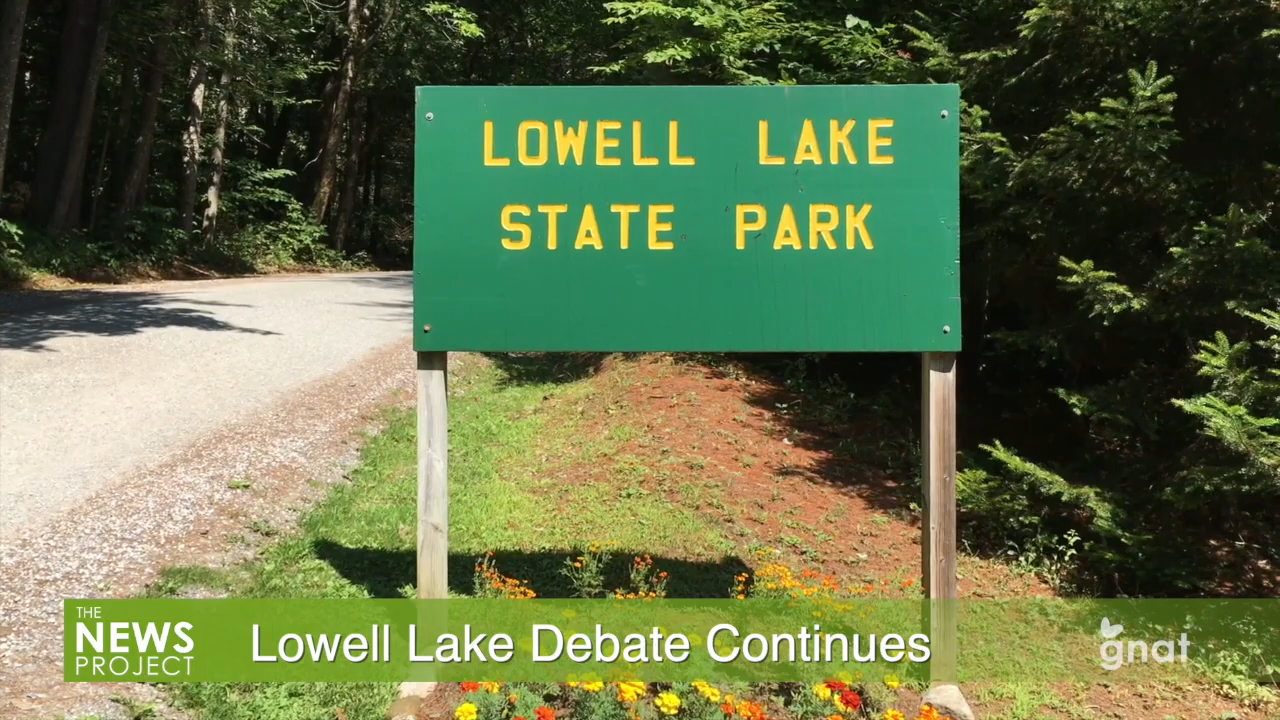 LOWELL LAKE
STATE PARK
THE
NEWS
PROJECT
Lowell Lake Debate Continues
gnat